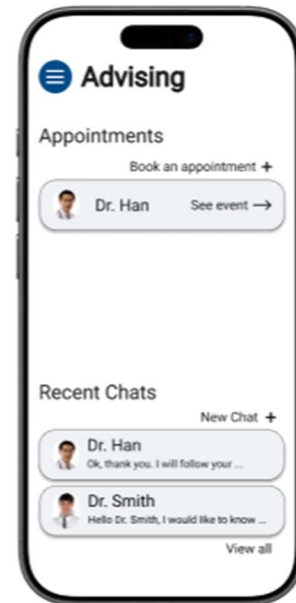 Advising
Appointments
Book an appointment +
Dr. Han See event →
Recent Chats
New Chat +
Dr. Han
Ok, thank you. I will follow your ...
Dr. Smith
Hello Dr. Smith, I would like to know ...
View all